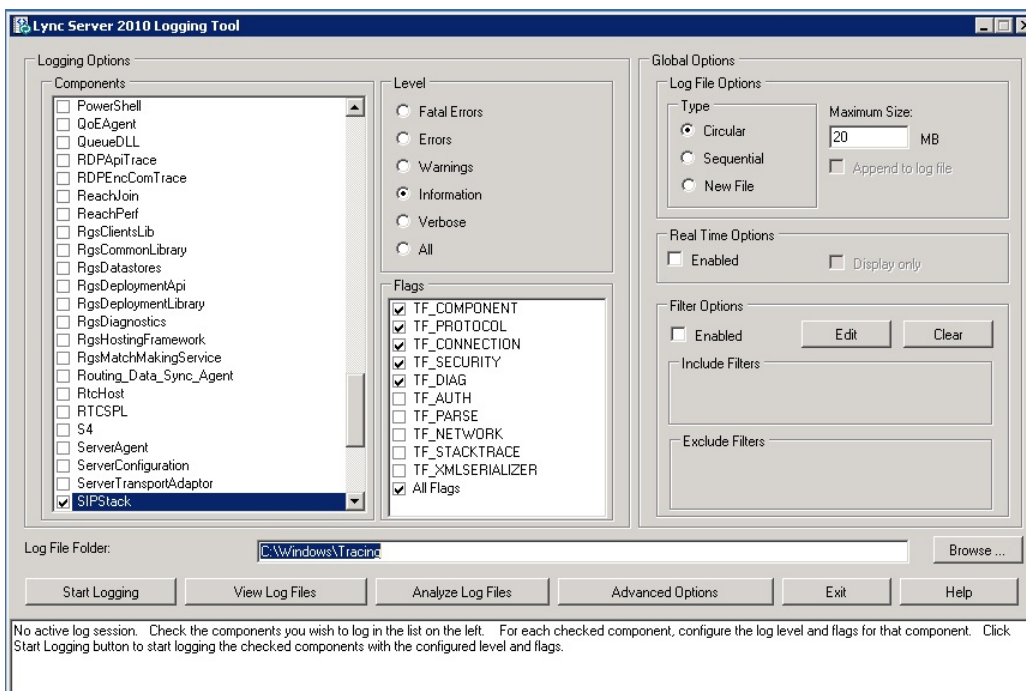 Lync Server 2010 Logging Tool
Logging Options
Components
PowerShell
QoEAgent
QueueDLL
RDPApiTrace
RDPEncComTrace
ReachJoin
ReachPerf
RgsClientsLib
RgsCommonLibrary
RgsDatastores
RgsDeploymentApi
RgsDeploymentLibrary
RgsDiagnostics
RgsHostingFramework
RgsMatchMakingService
Routing_Data_Sync_Agent
RtcHost
RTCSPL
S4
ServerAgent
ServerConfiguration
ServerTransportAdaptor
SIPStack
Level
Fatal Errors
Errors
Warnings
Information
Verbose
All
Flags
TF_COMPONENT
TF_PROTOCOL
TF_CONNECTION
TF_SECURITY
TF_DIAG
TF_AUTH
TF_PARSE
TF_NETWORK
TF_STACKTRACE
TF_XMLSERIALIZER
All Flags
Global Options
Log File Options
Type
Circular
Sequential
New File
Maximum Size:
20 MB
Append to log file
Real Time Options
Enabled
Display only
Filter Options
Enabled
Edit
Clear
Include Filters
Exclude Filters
Log File Folder:
C:\Windows\Tracing
Browse ...
Start Logging
View Log Files
Analyze Log Files
Advanced Options
Exit
Help
No active log session. Check the components you wish to log in the list on the left. For each checked component, configure the log level and flags for that component. Click
Start Logging button to start logging the checked components with the configured level and flags.